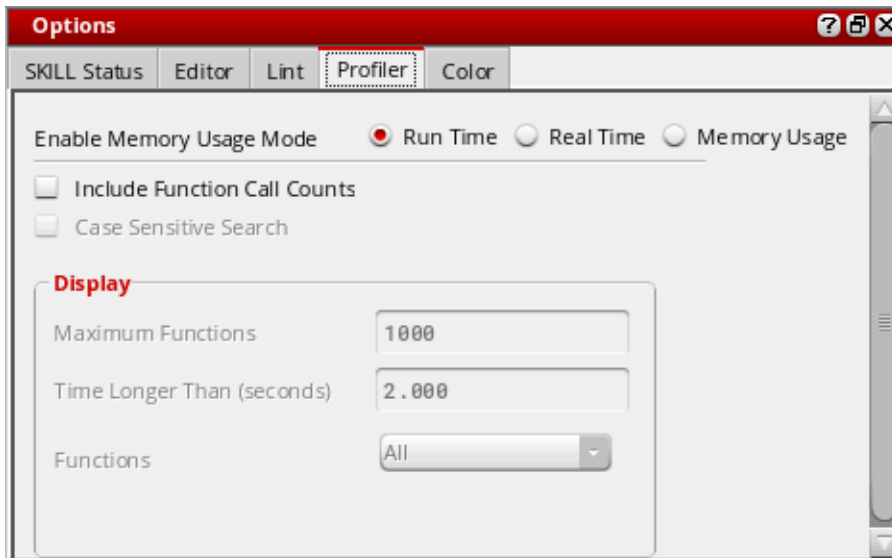 Options
SKILL Status Editor Lint Profiler Color
Enable Memory Usage Mode Run Time Real Time Memory Usage
Include Function Call Counts
Case Sensitive Search
Display
Maximum Functions 1000
Time Longer Than (seconds) 2.000
Functions All